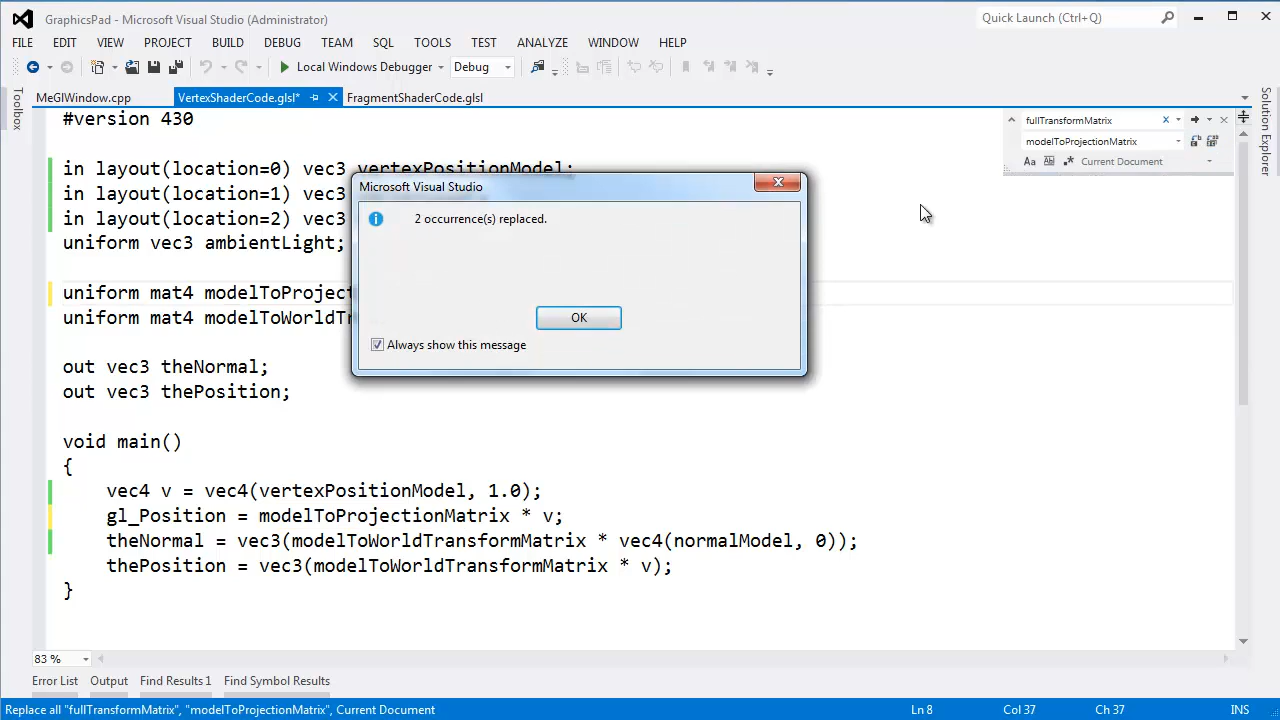 GraphicsPad - Microsoft Visual Studio (Administrator)
Quick Launch (Ctrl+Q)
FILE EDIT VIEW PROJECT BUILD DEBUG TEAM SQL TOOLS TEST ANALYZE WINDOW HELP
Local Windows Debugger Debug
Toolbox
Solution Explorer
MeGlWindow.cpp VertexShaderCode.glsl* FragmentShaderCode.glsl
fullTransformMatrix
modelToProjectionMatrix
Aa Current Document
#version 430
in layout(location=0) vec3 vertexPositionModel;
in layout(location=1) vec3
in layout(location=2) vec3
uniform vec3 ambientLight;
uniform mat4 modelToProject
uniform mat4 modelToWorldTr
out vec3 theNormal;
out vec3 thePosition;
void main()
{
vec4 v = vec4(vertexPositionModel, 1.0);
gl_Position = modelToProjectionMatrix * v;
theNormal = vec3(modelToWorldTransformMatrix * vec4(normalModel, 0));
thePosition = vec3(modelToWorldTransformMatrix * v);
}
Microsoft Visual Studio
2 occurrence(s) replaced.
OK
Always show this message
83 %
Error List Output Find Results 1 Find Symbol Results
Replace all "fullTransformMatrix", "modelToProjectionMatrix", Current Document Ln 8 Col 37 Ch 37 INS